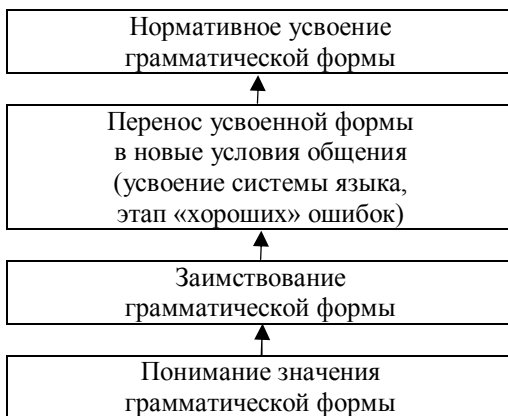 Нормативное усвоение
грамматической формы
Перенос усвоенной формы
в новые условия общения
(усвоение системы языка,
этап «хороших» ошибок)
Заимствование
грамматической формы
Понимание значения
грамматической формы